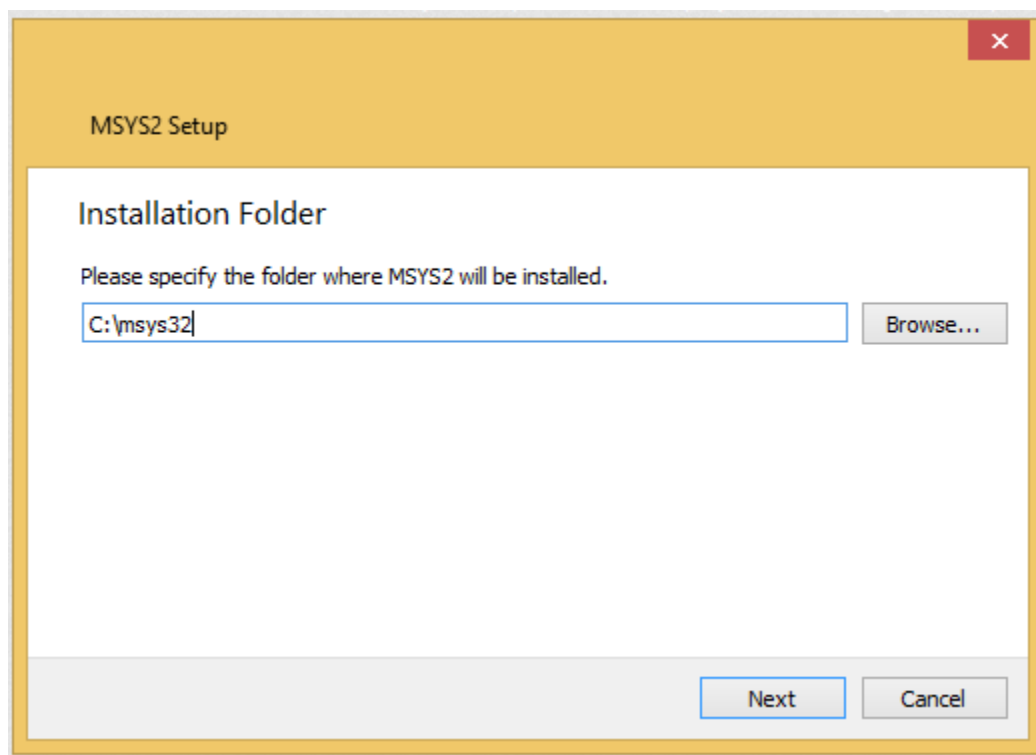 MSYS2 Setup
Installation Folder
Please specify the folder where MSYS2 will be installed.
C:\msys32
Browse...
Next
Cancel